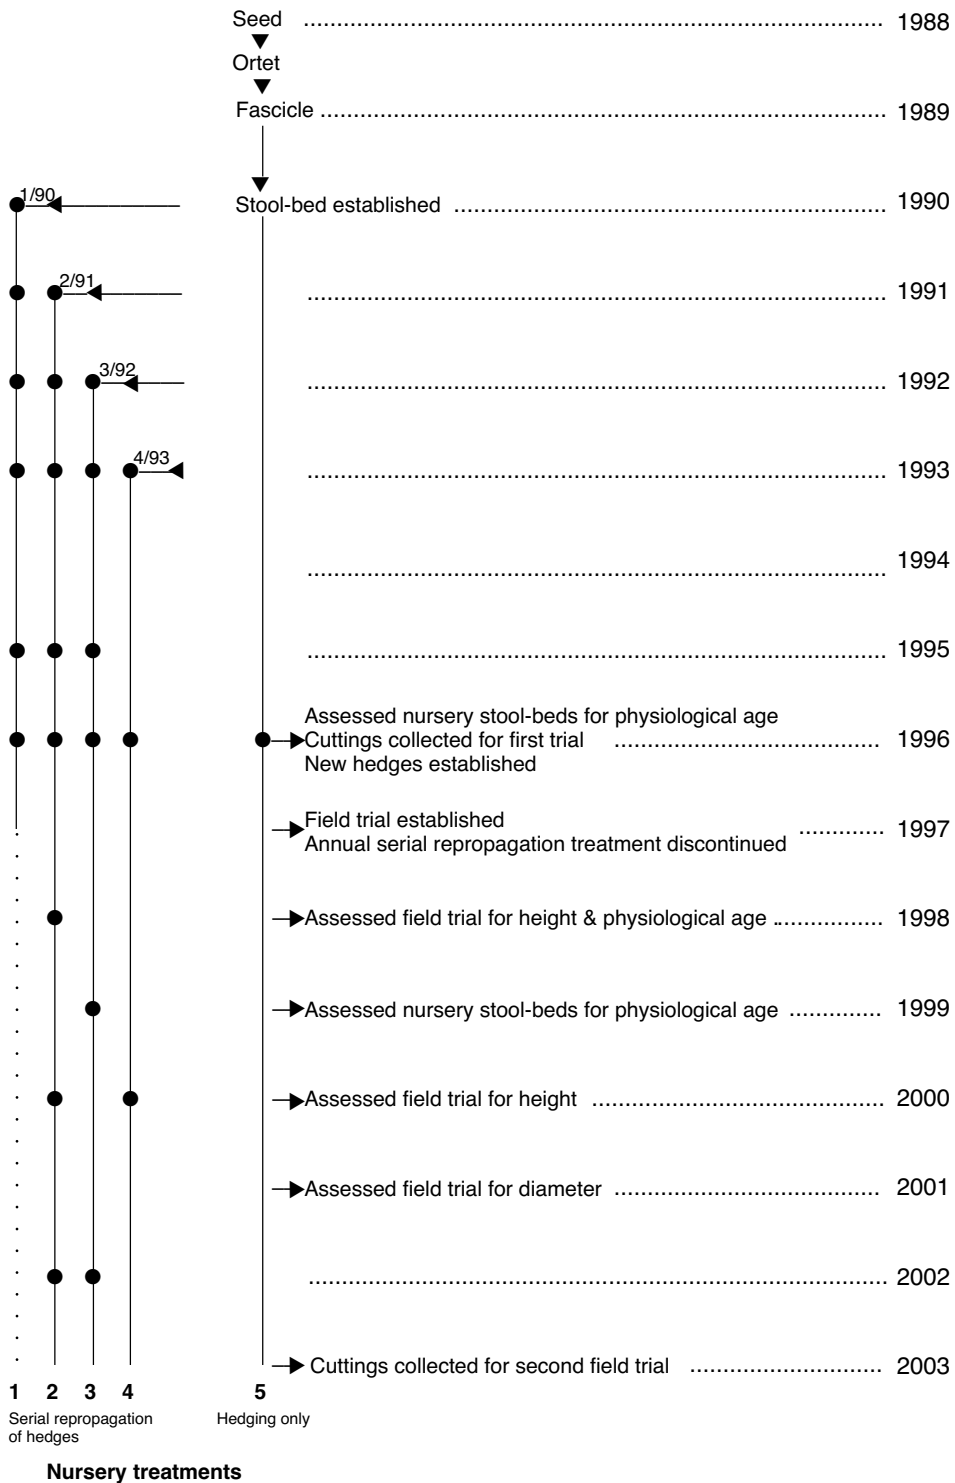 Seed ........ 1988
Ortet
Fascicle ........ 1989
1/90 Stool-bed established ........ 1990
2/91 ........ 1991
3/92 ........ 1992
4/93 ........ 1993
........ 1994
........ 1995
Assessed nursery stool-beds for physiological age
Cuttings collected for first trial ........ 1996
New hedges established
Field trial established
Annual serial repropagation treatment discontinued ........ 1997
Assessed field trial for height & physiological age ........ 1998
Assessed nursery stool-beds for physiological age ........ 1999
Assessed field trial for height ........ 2000
Assessed field trial for diameter ........ 2001
........ 2002
Cuttings collected for second field trial ........ 2003
1 2 3 4 5
Serial repropagation Hedging only
of hedges
Nursery treatments